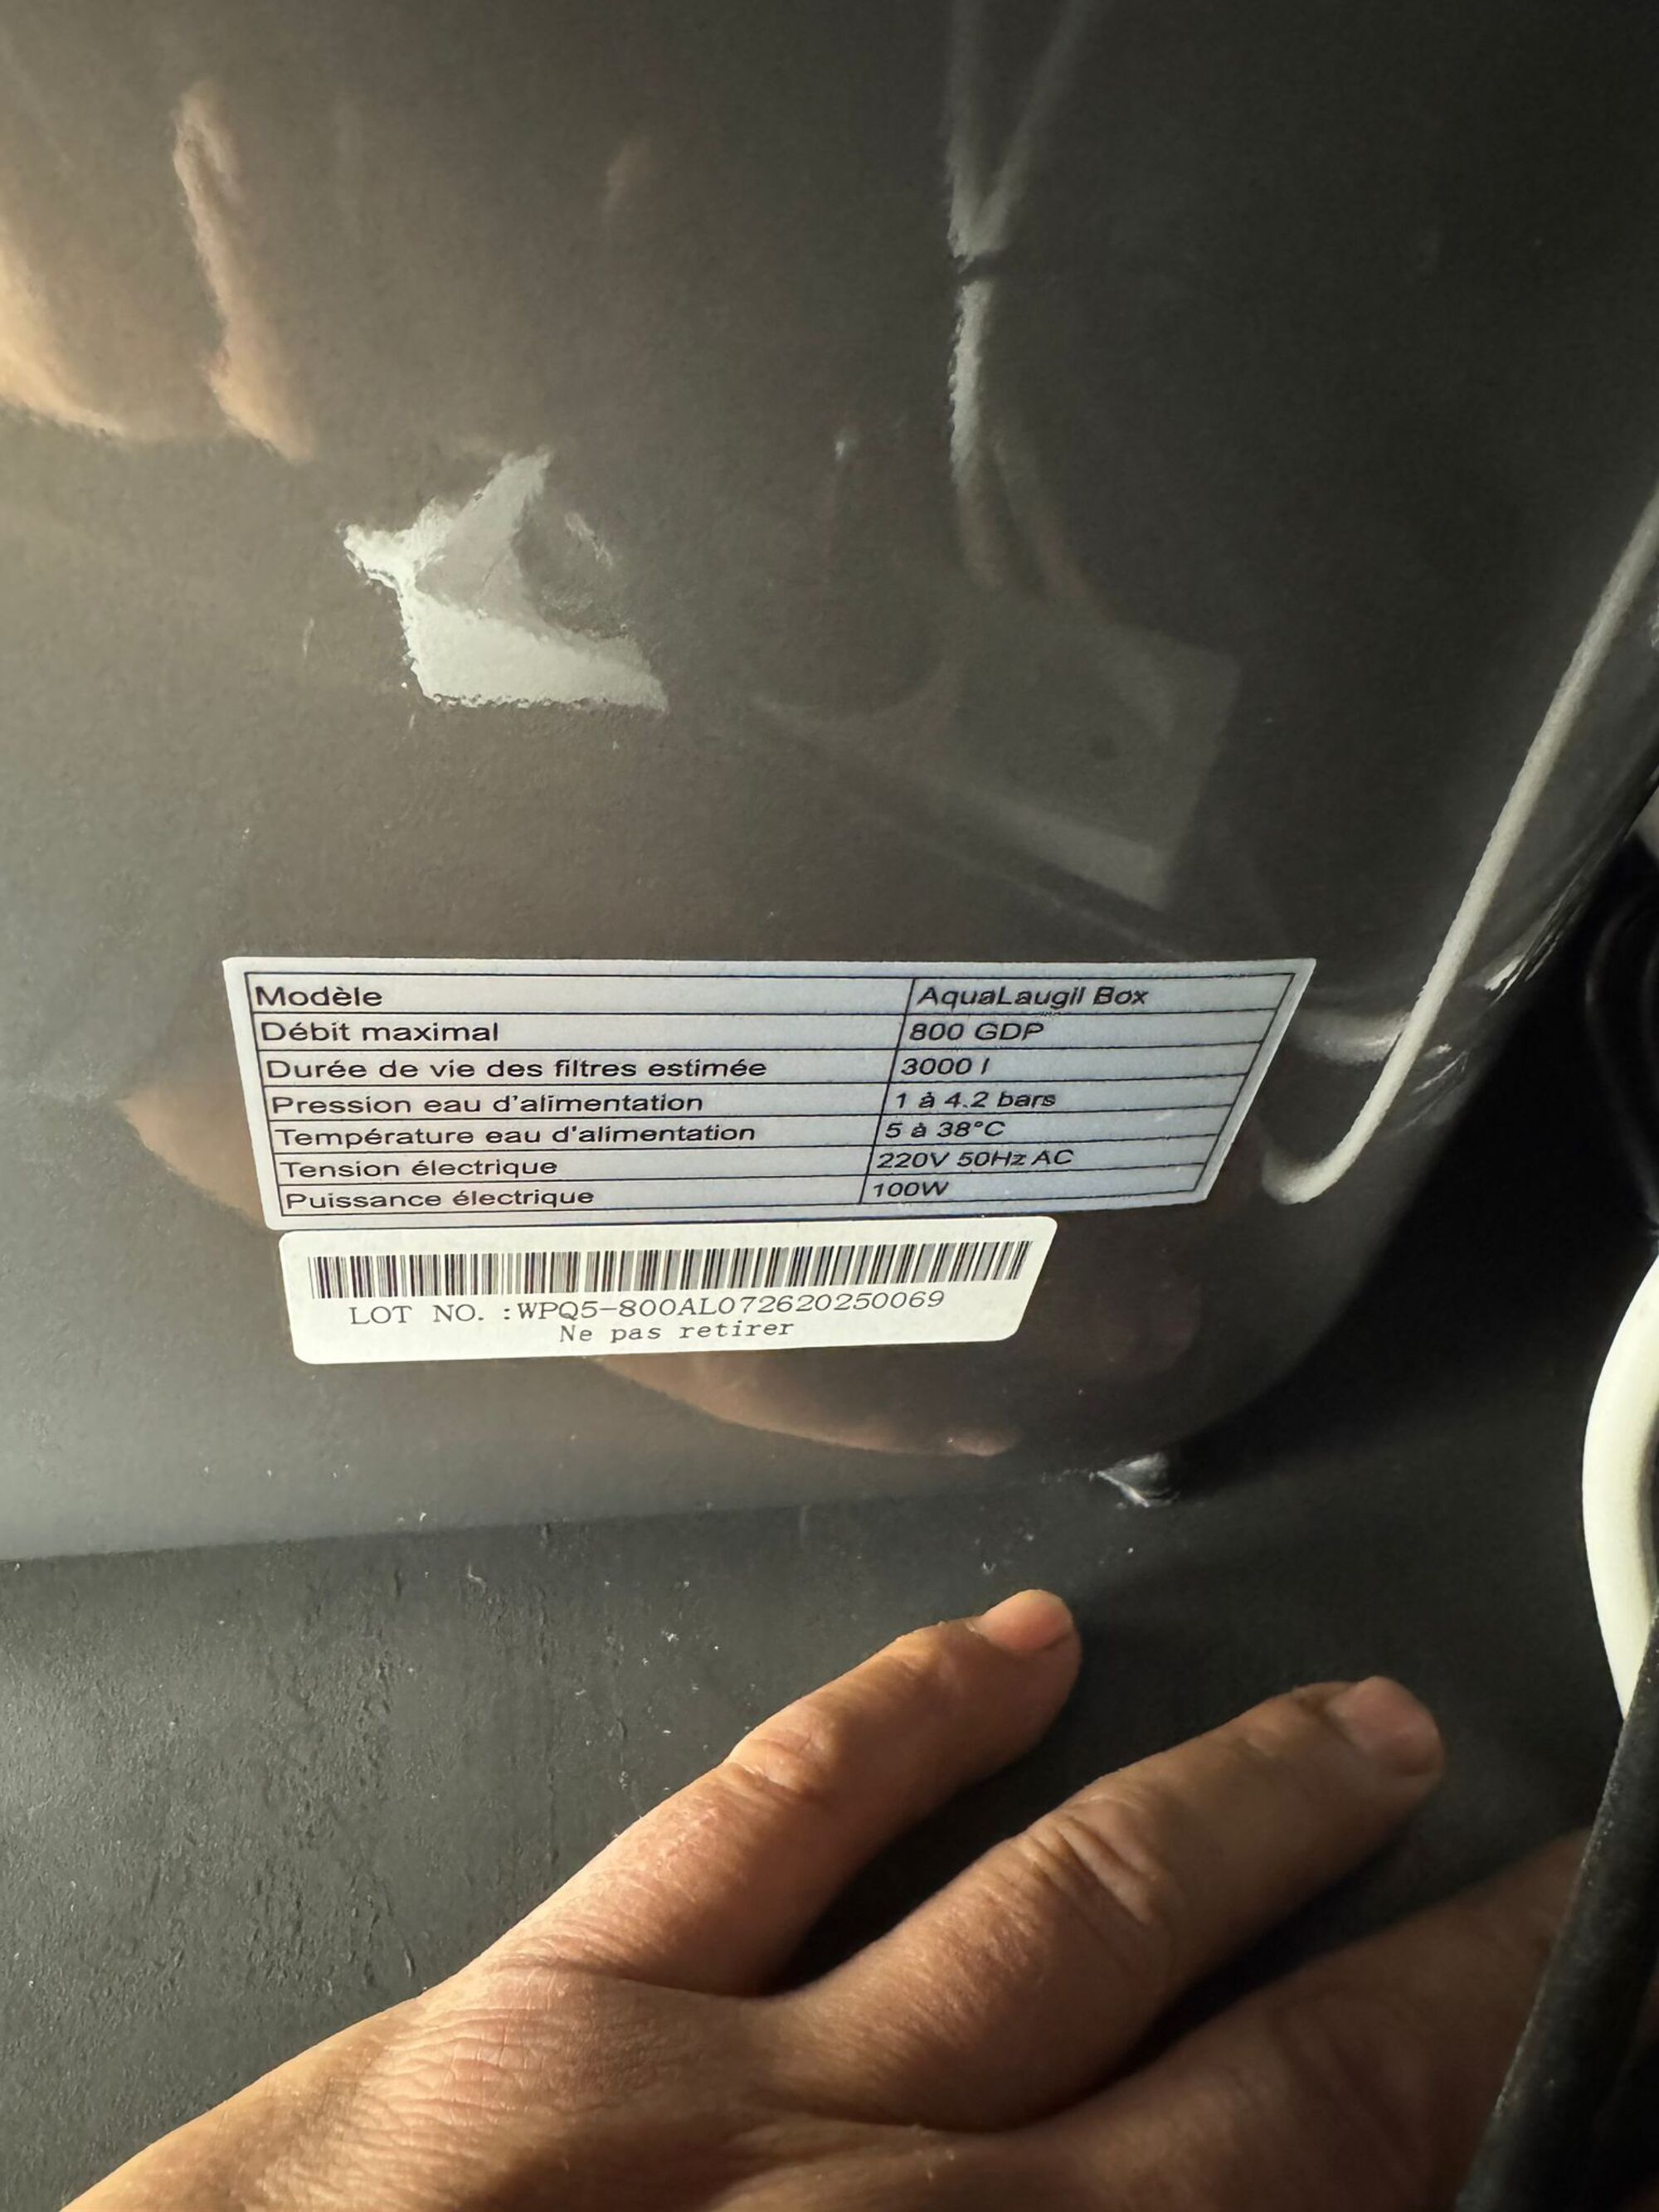 Modèle AquaLaugil Box
Débit maximal 800 GDP
Durée de vie des filtres estimée 3000 l
Pression eau d'alimentation 1 à 4.2 bars
Température eau d'alimentation 5 à 38°C
Tension électrique 220V 50Hz AC
Puissance électrique 100W
LOT NO. :WPQ5-800AL072620250069
Ne pas retirer